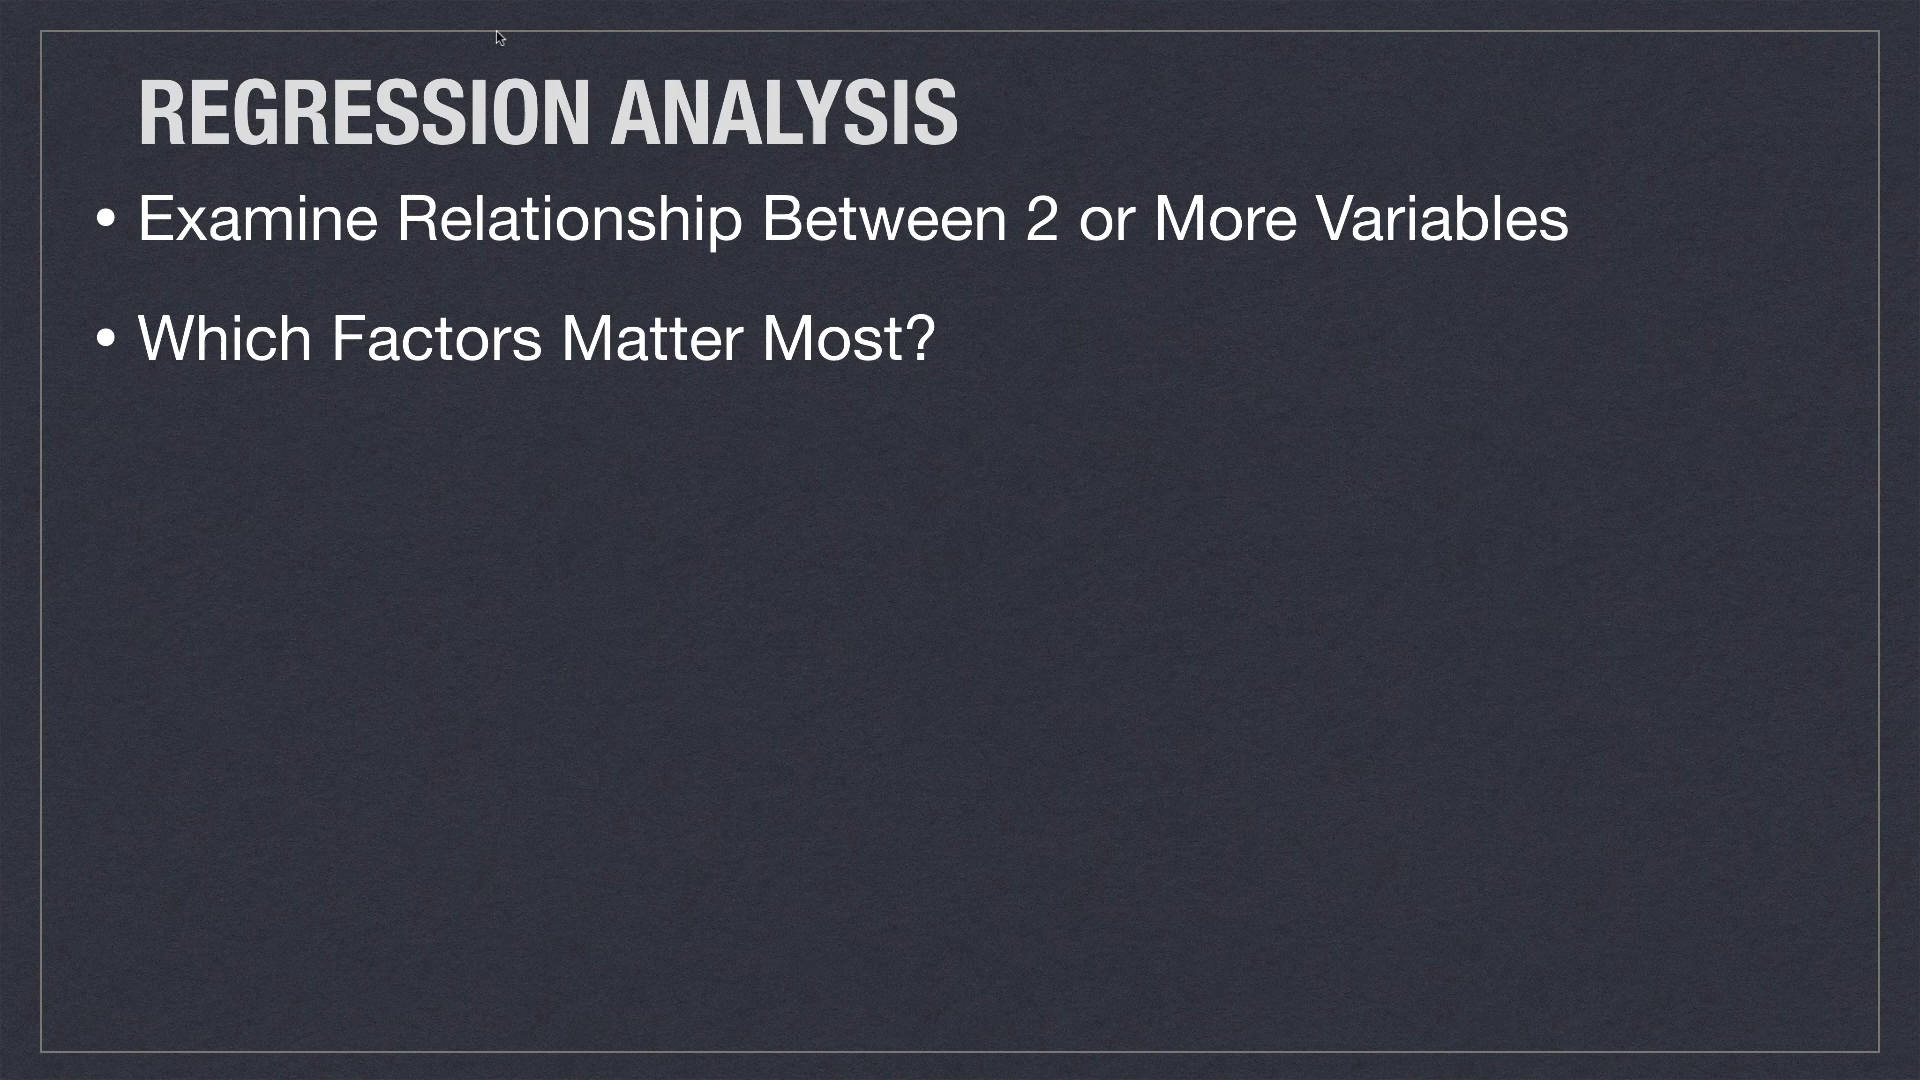 REGRESSION ANALYSIS
• Examine Relationship Between 2 or More Variables
• Which Factors Matter Most?